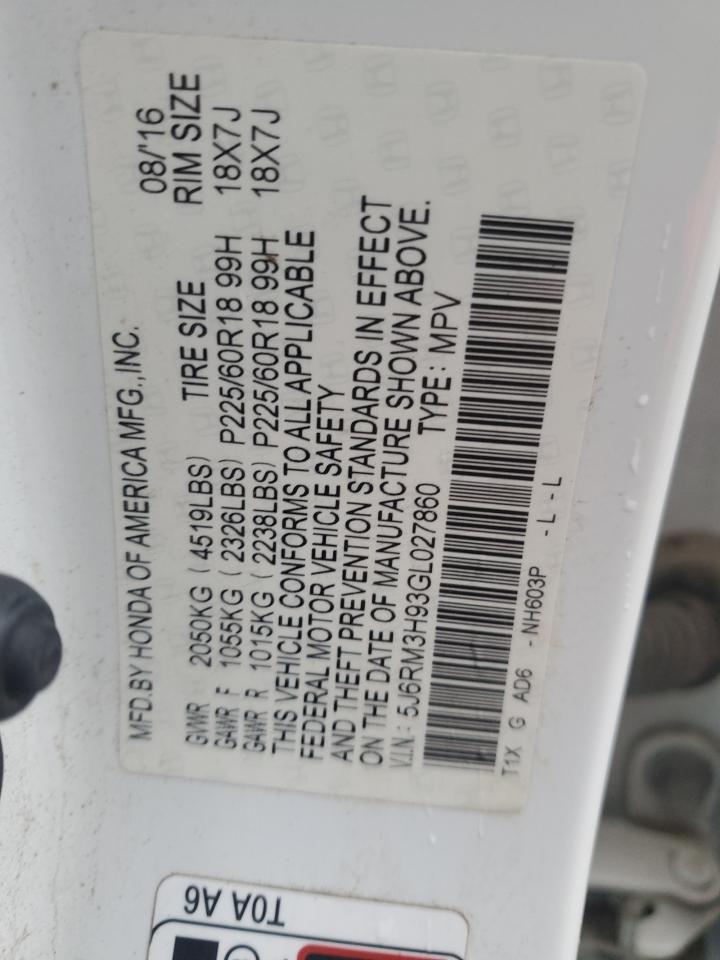 MFD.BY HONDA OF AMERICA MFG.,INC. 08/'16
GVWR 2050KG (4519LBS) TIRE SIZE RIM SIZE
GAWR F 1055KG (2326LBS) P225/60R18 99H 18X7J
GAWR R 1015KG (2238LBS) P225/60R18 99H 18X7J
THIS VEHICLE CONFORMS TO ALL APPLICABLE
FEDERAL MOTOR VEHICLE SAFETY
AND THEFT PREVENTION STANDARDS IN EFFECT
ON THE DATE OF MANUFACTURE SHOWN ABOVE.
V.I.N.: 5J6RM3H93GL027860 TYPE: MPV
T1X G AD6 -NH603P -L-L
T0A A6